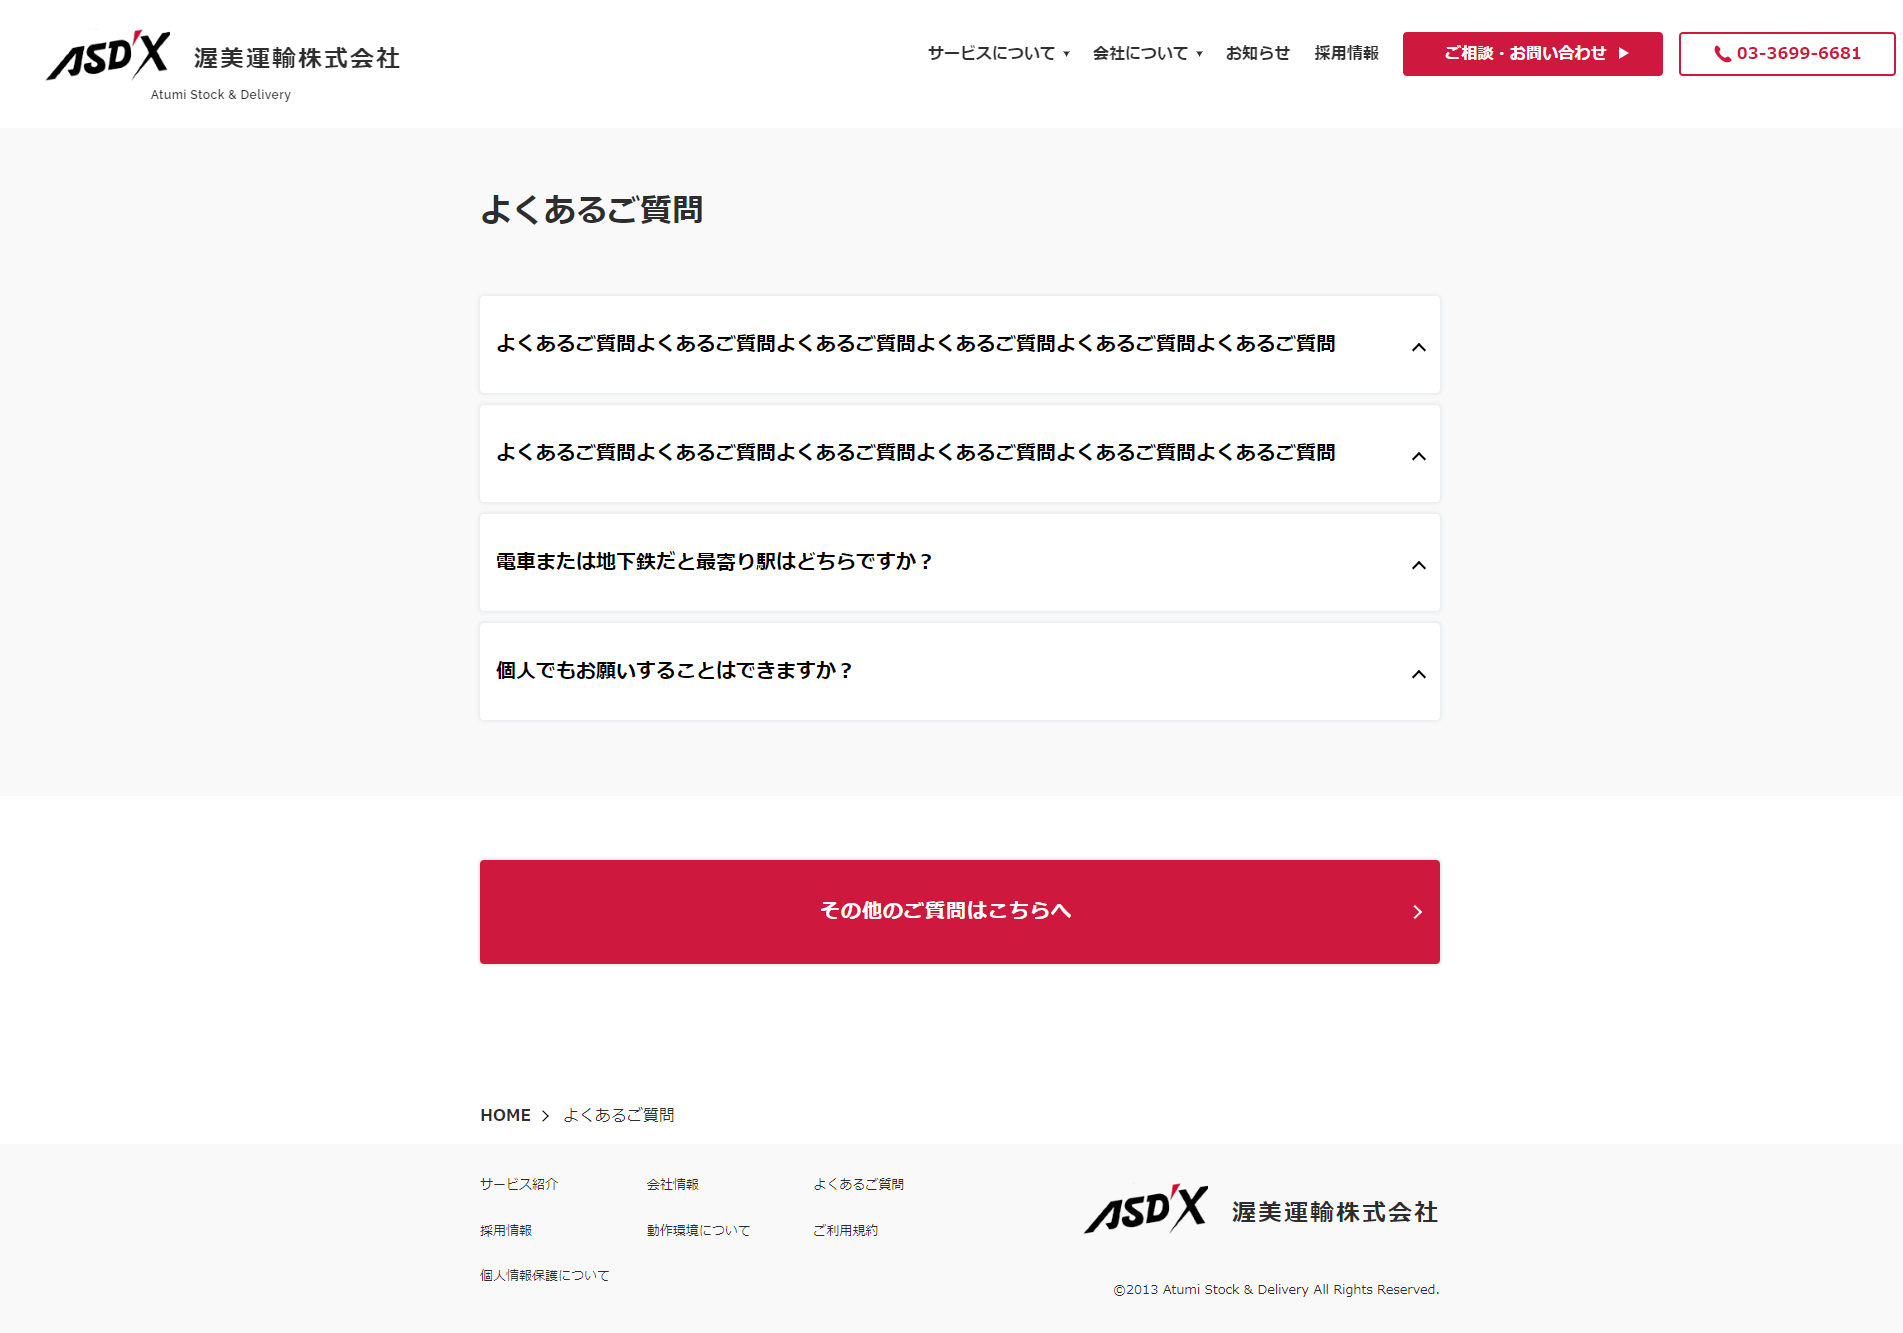 ASD'X 渥美運輸株式会社
Atumi Stock & Delivery
サービスについて ▼ 会社について ▼ お知らせ 採用情報 ご相談・お問い合わせ ▶ 03-3699-6681
よくあるご質問
よくあるご質問よくあるご質問よくあるご質問よくあるご質問よくあるご質問よくあるご質問
よくあるご質問よくあるご質問よくあるご質問よくあるご質問よくあるご質問よくあるご質問
電車または地下鉄だと最寄り駅はどちらですか？
個人でもお願いすることはできますか？
その他のご質問はこちらへ
HOME > よくあるご質問
サービス紹介 会社情報 よくあるご質問
採用情報 動作環境について ご利用規約
個人情報保護について
ASD'X 渥美運輸株式会社
©2013 Atumi Stock & Delivery All Rights Reserved.